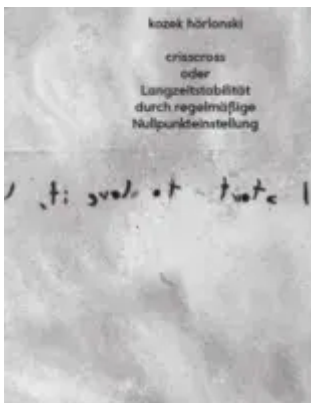 kozek hörlonski
crisscross
oder
Langzeitstabilität
durch regelmäßige
Nullpunkteinstellung